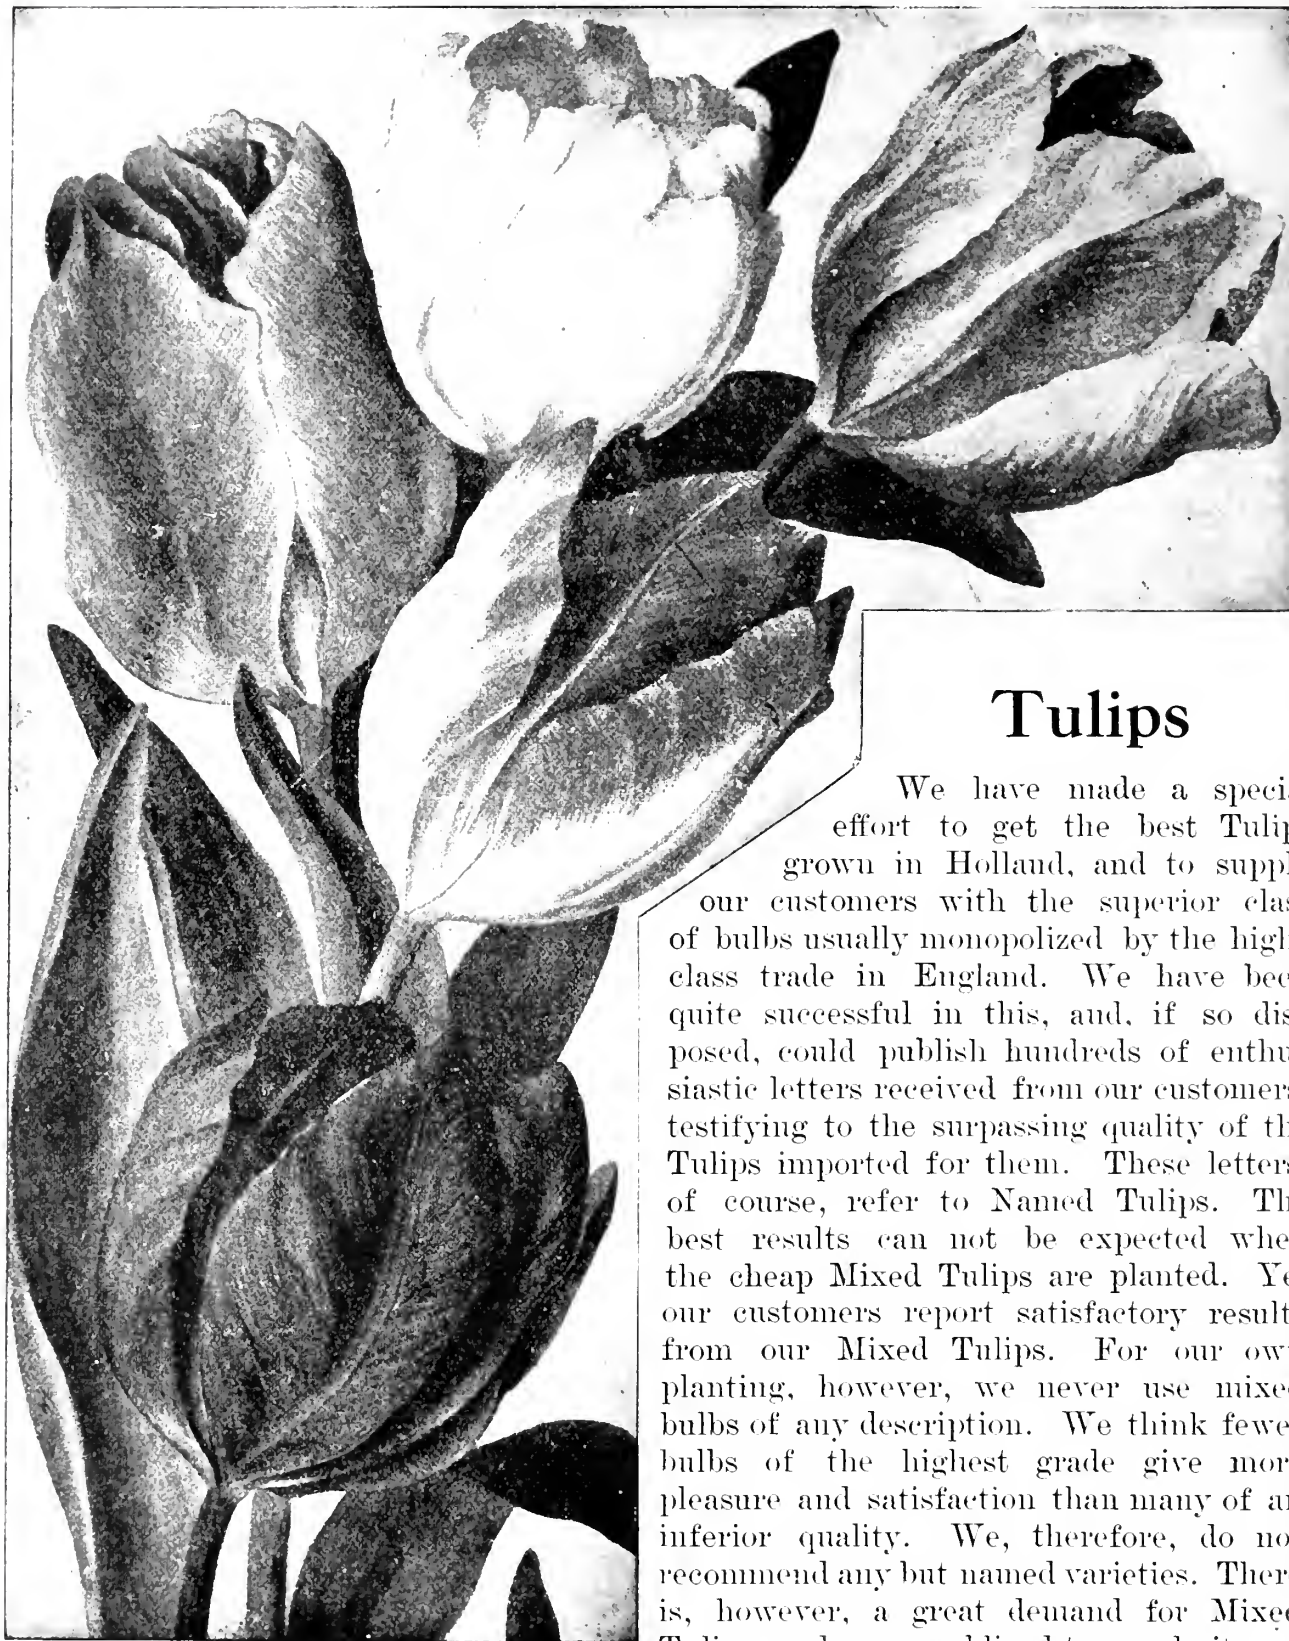 Tulips
We have made a speci
effort to get the best Tulip
grown in Holland, and to suppl
our customers with the superior clas
of bulbs usually monopolized by the high
class trade in England. We have bee
quite successful in this, and, if so dis
posed, could publish hundreds of enthu
siastic letters received from our customers
testifying to the surpassing quality of th
Tulips imported for them. These letters
of course, refer to Named Tulips. Th
best results can not be expected whe
the cheap Mixed Tulips are planted. Ye
our customers report satisfactory result
from our Mixed Tulips. For our ow
planting, however, we never use mixe
bulbs of any description. We think fewe
bulbs of the highest grade give mor
pleasure and satisfaction than many of an
inferior quality. We, therefore, do no
recommend any but named varieties. Ther
is, however, a great demand for Mixe